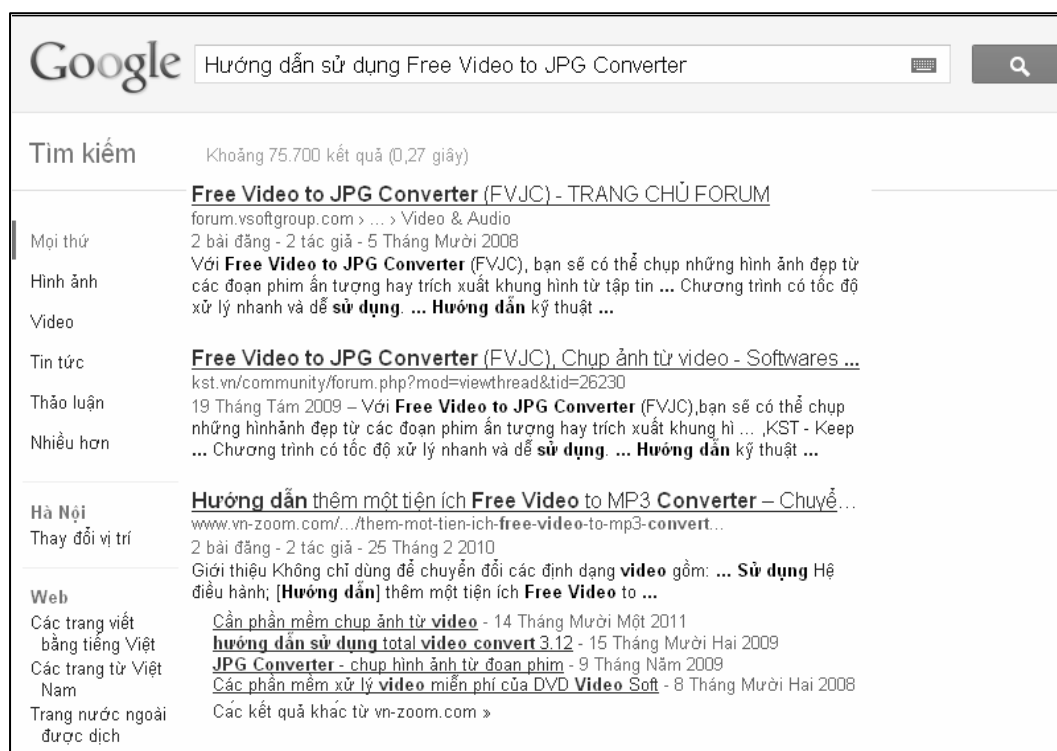 Google
Hướng dẫn sử dụng Free Video to JPG Converter
Tìm kiếm
Khoảng 75.700 kết quả (0,27 giây)
Mọi thứ
Hình ảnh
Video
Tin tức
Thảo luận
Nhiều hơn
Hà Nội
Thay đổi vị trí
Web
Các trang viết
bằng tiếng Việt
Các trang từ Việt
Nam
Trang nước ngoài
được dịch
Free Video to JPG Converter (FVJC) - TRANG CHỦ FORUM
forum.vsoftgroup.com › ... › Video & Audio
2 bài đăng - 2 tác giả - 5 Tháng Mười 2008
Với Free Video to JPG Converter (FVJC), bạn sẽ có thể chụp những hình ảnh đẹp từ
các đoạn phim ấn tượng hay trích xuất khung hình từ tập tin ... Chương trình có tốc độ
xử lý nhanh và dễ sử dụng. ... Hướng dẫn kỹ thuật ...
Free Video to JPG Converter (FVJC), Chụp ảnh từ video - Softwares ...
kst.vn/community/forum.php?mod=viewthread&tid=26230
19 Tháng Tám 2009 – Với Free Video to JPG Converter (FVJC),bạn sẽ có thể chụp
những hìnhảnh đẹp từ các đoạn phim ấn tượng hay trích xuất khung hì ... ,KST - Keep
... Chương trình có tốc độ xử lý nhanh và dễ sử dụng. ... Hướng dẫn kỹ thuật ...
Hướng dẫn thêm một tiện ích Free Video to MP3 Converter – Chuyể...
www.vn-zoom.com/.../them-mot-tien-ich-free-video-to-mp3-convert...
2 bài đăng - 2 tác giả - 25 Tháng 2 2010
Giới thiệu Không chỉ dùng để chuyển đổi các định dạng video gồm: ... Sử dụng Hệ
điều hành; [Hướng dẫn] thêm một tiện ích Free Video to ...
Cần phần mềm chụp ảnh từ video - 14 Tháng Mười Một 2011
hướng dẫn sử dụng total video convert 3.12 - 15 Tháng Mười Hai 2009
JPG Converter - chụp hình ảnh từ đoạn phim - 9 Tháng Năm 2009
Các phần mềm xử lý video miễn phí của DVD Video Soft - 8 Tháng Mười Hai 2008
Các kết quả khác từ vn-zoom.com »